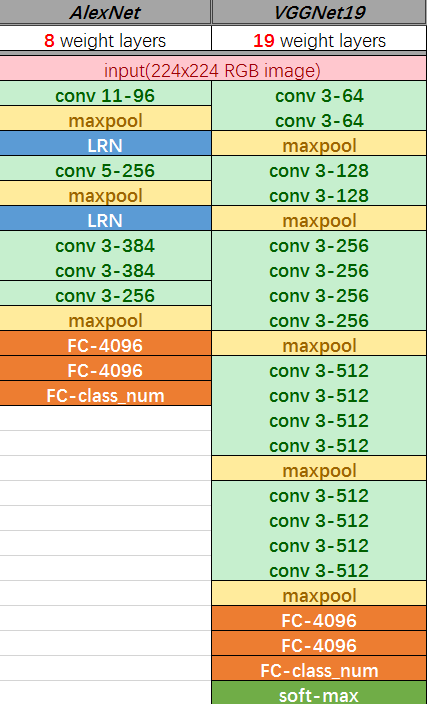 AlexNet VGGNet19
8 weight layers 19 weight layers
input(224x224 RGB image)
conv 11-96 conv 3-64
maxpool conv 3-64
LRN maxpool
conv 5-256 conv 3-128
maxpool conv 3-128
LRN maxpool
conv 3-384 conv 3-256
conv 3-384 conv 3-256
conv 3-256 conv 3-256
maxpool conv 3-256
FC-4096 maxpool
FC-4096 conv 3-512
FC-class_num conv 3-512
conv 3-512
conv 3-512
maxpool
conv 3-512
conv 3-512
conv 3-512
conv 3-512
maxpool
FC-4096
FC-4096
FC-class_num
soft-max